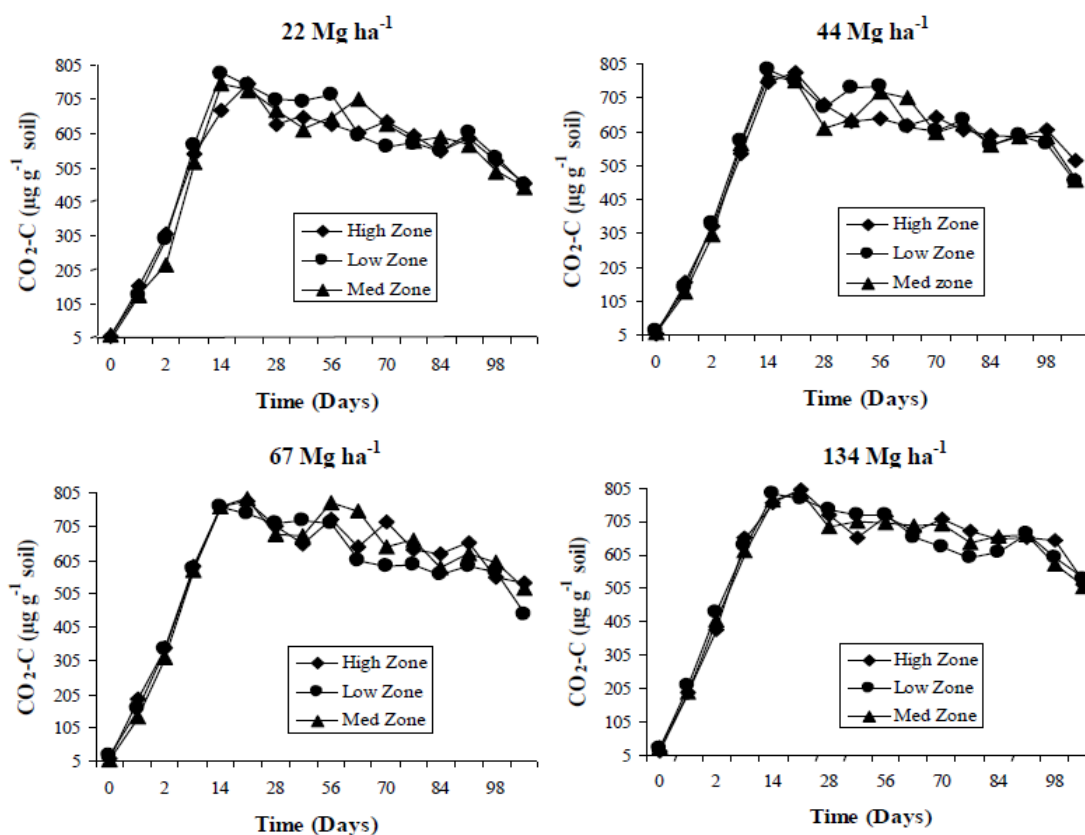 22 Mg ha⁻¹
805
705
605
505
405
305
205
105
5
CO₂-C (µg g⁻¹ soil)
High Zone
Low Zone
Med Zone
0 2 14 28 56 70 84 98
Time (Days)
44 Mg ha⁻¹
805
705
605
505
405
305
205
105
5
CO₂-C (µg g⁻¹ soil)
High Zone
Low Zone
Med zone
0 2 14 28 56 70 84 98
Time (Days)
67 Mg ha⁻¹
805
705
605
505
405
305
205
105
5
CO₂-C (µg g⁻¹ soil)
High Zone
Low Zone
Med Zone
0 2 14 28 56 70 84 98
Time (Days)
134 Mg ha⁻¹
805
705
605
505
405
305
205
105
5
CO₂-C (µg g⁻¹ soil)
High Zone
Low Zone
Med Zone
0 2 14 28 56 70 84 98
Time (Days)